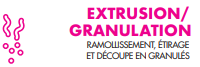 EXTRUSION/
GRANULATION
RAMOLLISSEMENT, ÉTIRAGE
ET DÉCOUPE EN GRANULÉS